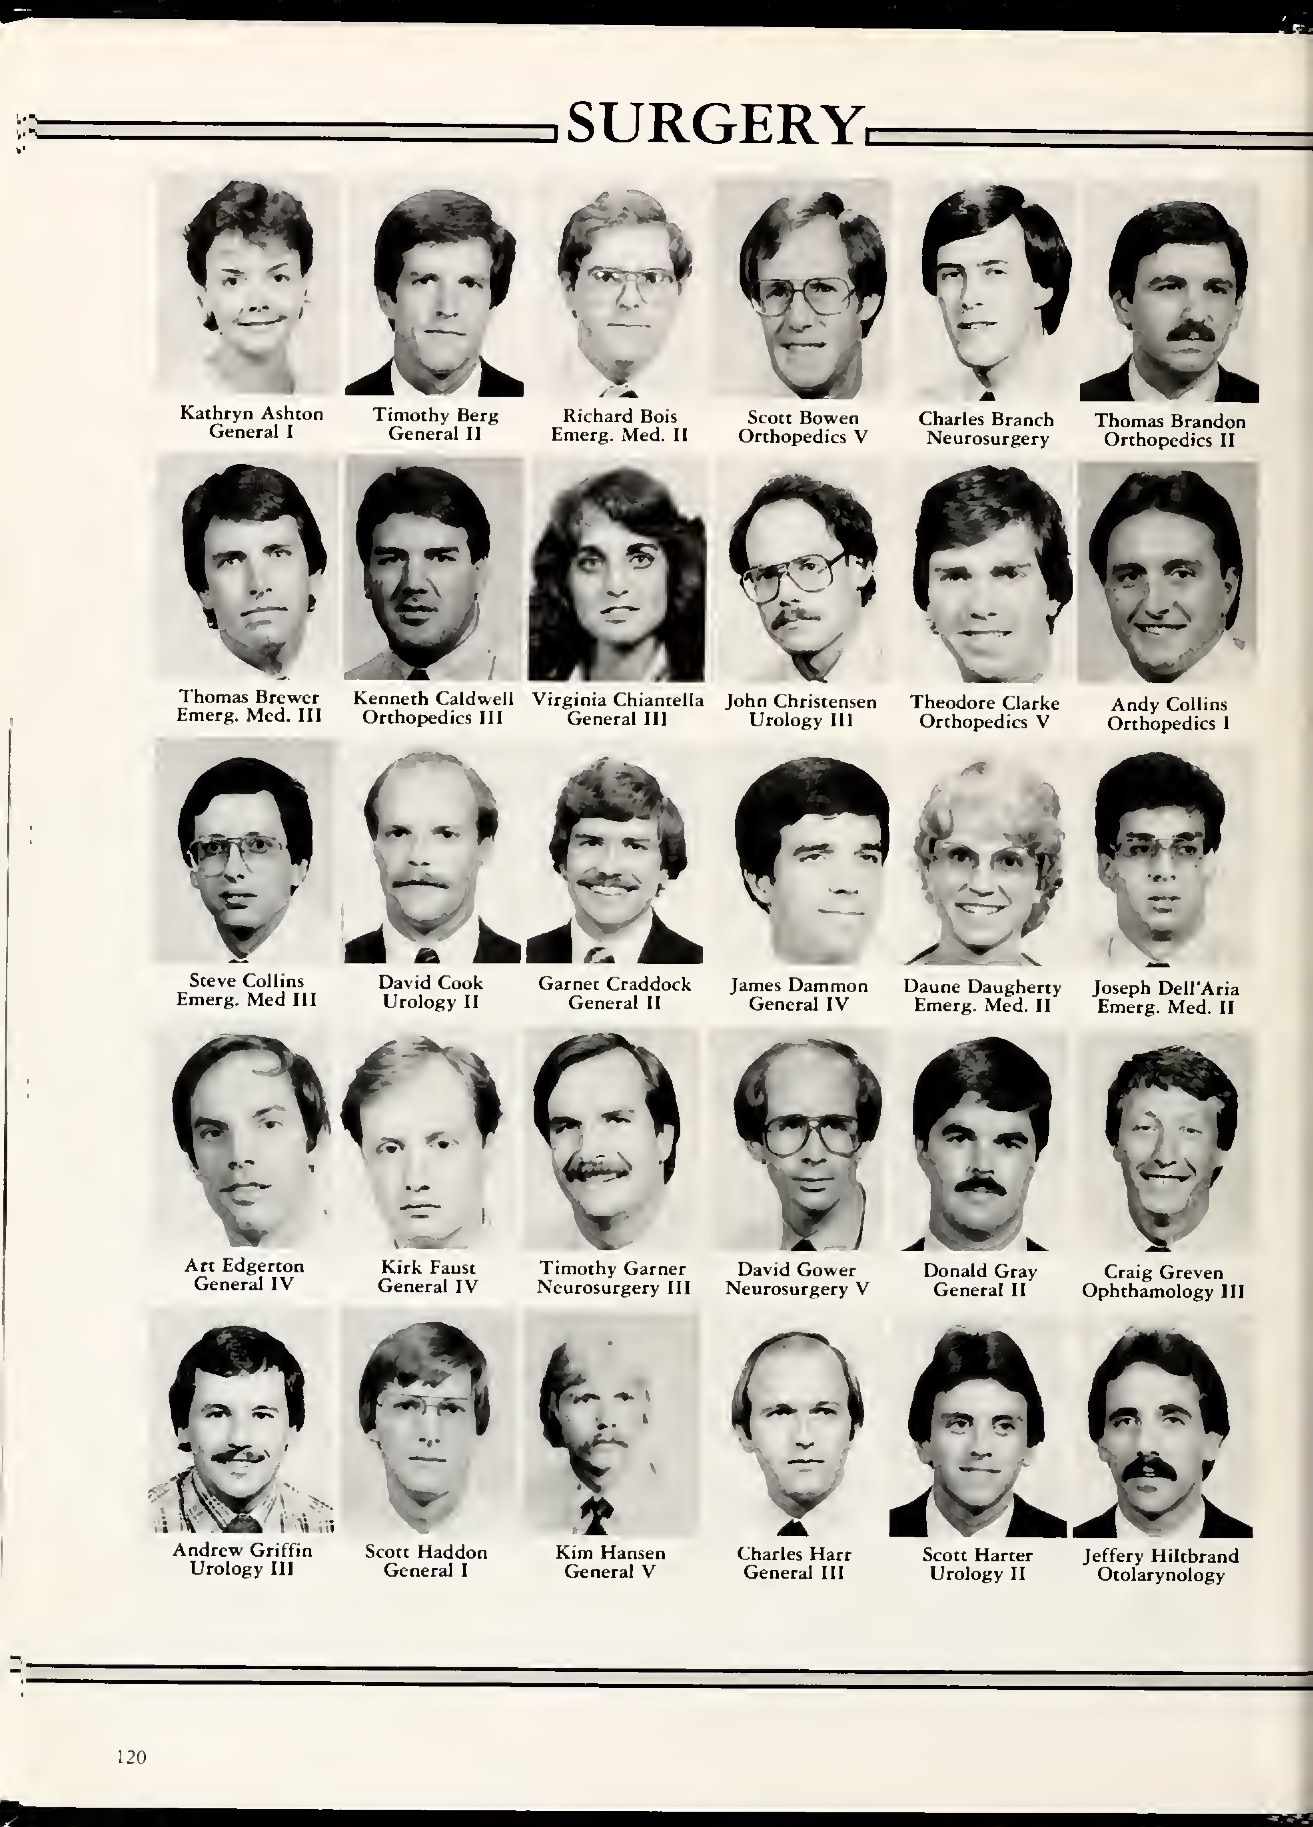 SURGERY
Kathryn Ashton
General I
Timothy Berg
General II
Richard Bois
Emerg. Med. II
Scott Bowen
Orthopedics V
Charles Branch
Neurosurgery
Thomas Brandon
Orthopedics II
Thomas Brewer
Emerg. Med. III
Kenneth Caldwell
Orthopedics III
Virginia Chiantella
General III
John Christensen
Urology III
Theodore Clarke
Orthopedics V
Andy Collins
Orthopedics I
Steve Collins
Emerg. Med III
David Cook
Urology II
Garnet Craddock
General II
James Dammon
General IV
Daune Daugherty
Emerg. Med. II
Joseph Dell'Aria
Emerg. Med. II
Art Edgerton
General IV
Kirk Faust
General IV
Timothy Garner
Neurosurgery III
David Gower
Neurosurgery V
Donald Gray
General II
Craig Greven
Ophthamology III
Andrew Griffin
Urology III
Scott Haddon
General I
Kim Hansen
General V
Charles Harr
General III
Scott Harter
Urology II
Jeffery Hiltbrand
Otolarynology
120